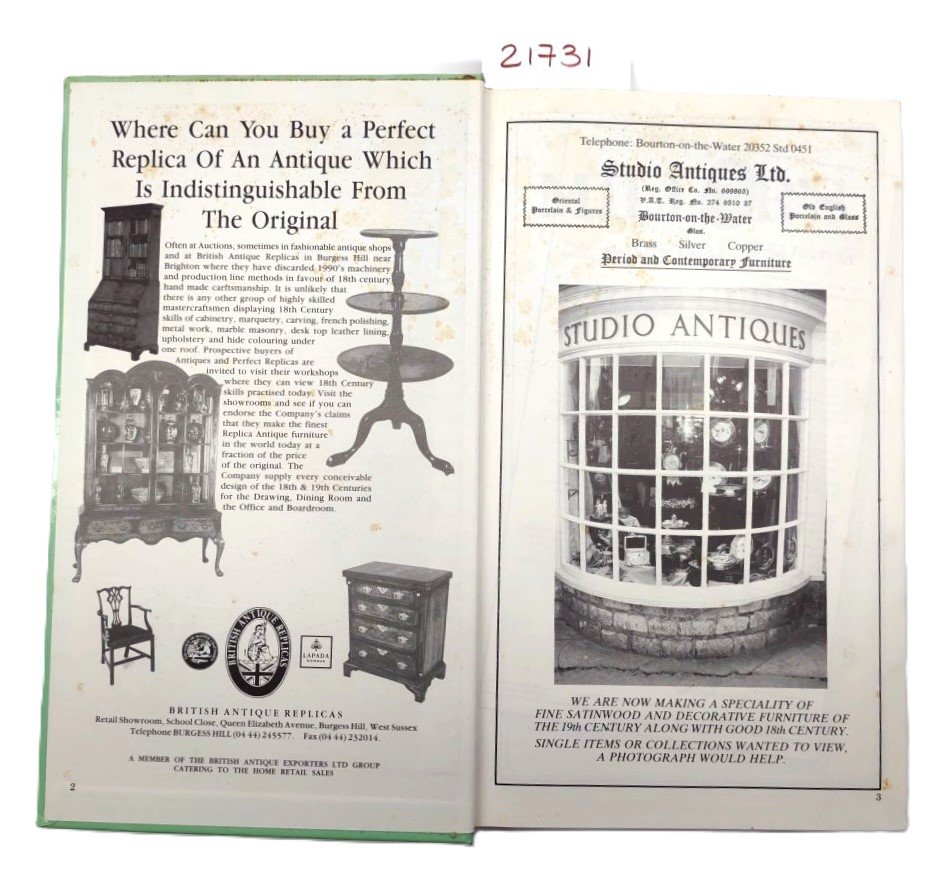 21731
Where Can You Buy a Perfect
Replica Of An Antique Which
Is Indistinguishable From
The Original
Often at Auctions, sometimes in fashionable antique shops
and at British Antique Replicas in Burgess Hill near
Brighton where they have discarded 1990's machinery
and production line methods in favour of 18th century
hand made carftsmanship. It is unlikely that
there is any other group of highly skilled
mastercraftsmen displaying 18th Century
skills of cabinetry, marquetry, carving, french polishing,
metal work, marble masonry, desk top leather lining,
upholstery and hide colouring under
one roof. Prospective buyers of
Antiques and Perfect Replicas are
invited to visit their workshops
where they can view 18th Century
skills practised today. Visit the
showrooms and see if you can
endorse the Company's claims
that they make the finest
Replica Antique furniture
in the world today at a
fraction of the price
of the original. The
Company supply every conceivable
design of the 18th & 19th Centuries
for the Drawing, Dining Room and
the Office and Boardroom.
BRITISH ANTIQUE REPLICAS
LAPADA
MEMBER
BRITISH ANTIQUE REPLICAS
Retail Showroom, School Close, Queen Elizabeth Avenue, Burgess Hill, West Sussex
Telephone BURGESS HILL (04 44) 245577. Fax (04 44) 232014.
A MEMBER OF THE BRITISH ANTIQUE EXPORTERS LTD GROUP
CATERING TO THE HOME RETAIL SALES
2
Telephone: Bourton-on-the-Water 20352 Std 0451
Studio Antiques Ltd.
(Reg. Office Co. No. 669865)
V.A.T. Reg. No. 274 9510 37
Oriental
Porcelain & Figures
Bourton-on-the-Water
Glos.
Old English
Porcelain and Glass
Brass Silver Copper
Period and Contemporary Furniture
STUDIO ANTIQUES
WE ARE NOW MAKING A SPECIALITY OF
FINE SATINWOOD AND DECORATIVE FURNITURE OF
THE 19th CENTURY ALONG WITH GOOD 18th CENTURY.
SINGLE ITEMS OR COLLECTIONS WANTED TO VIEW,
A PHOTOGRAPH WOULD HELP.
3